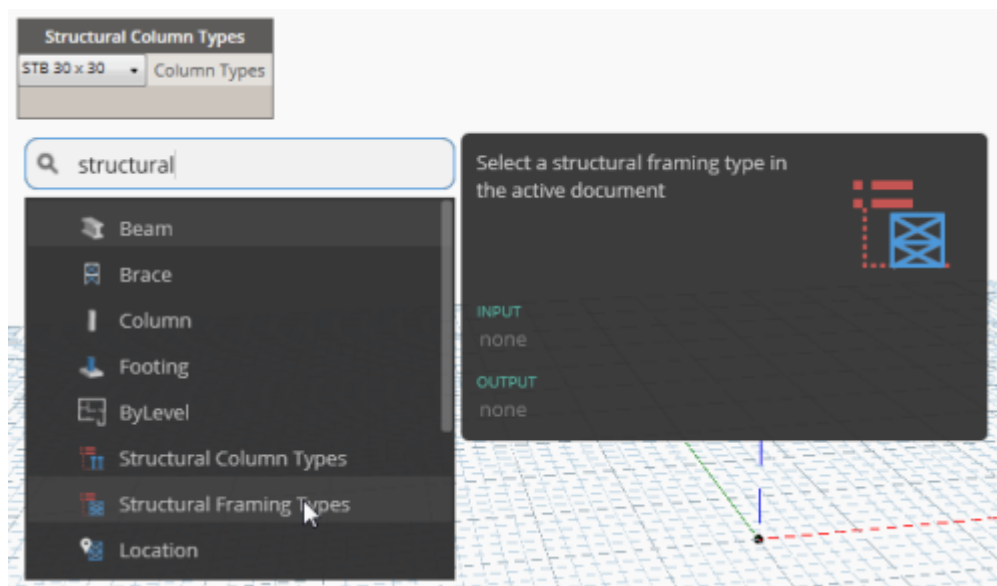 Structural Column Types
STB 30 x 30
Column Types
structural
Beam
Brace
Column
Footing
ByLevel
Structural Column Types
Structural Framing Types
Location
Select a structural framing type in
the active document
INPUT
none
OUTPUT
none